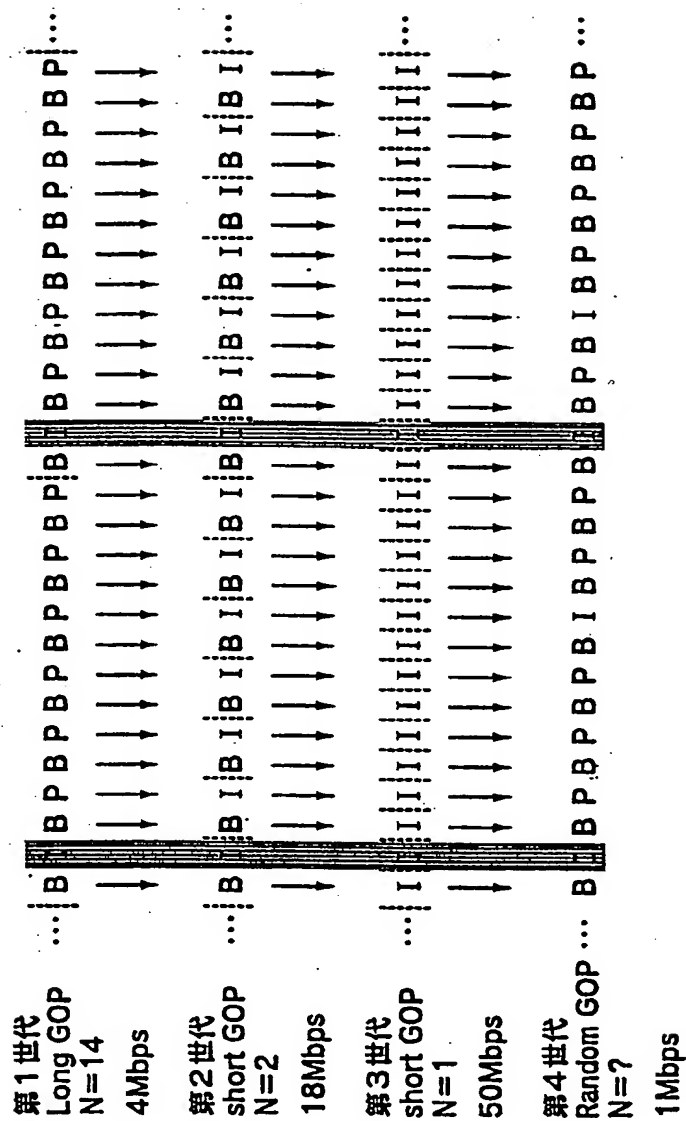 第1世代
Long GOP
N=14
… B I B P B P B P B P B P B P B I B P B P B P B P B P B P …
4Mbps
第2世代
short GOP
N=2
… B I B I B I B I B I B I B I B I B I B I B I B I B I B I …
18Mbps
第3世代
short GOP
N=1
… I I I I I I I I I I I I I I I I I I I I I I I I I I I I …
50Mbps
第4世代
Random GOP
N=?
… B I B P B P B P B I B P B P B I B P B I B P B P B P B P …
1Mbps